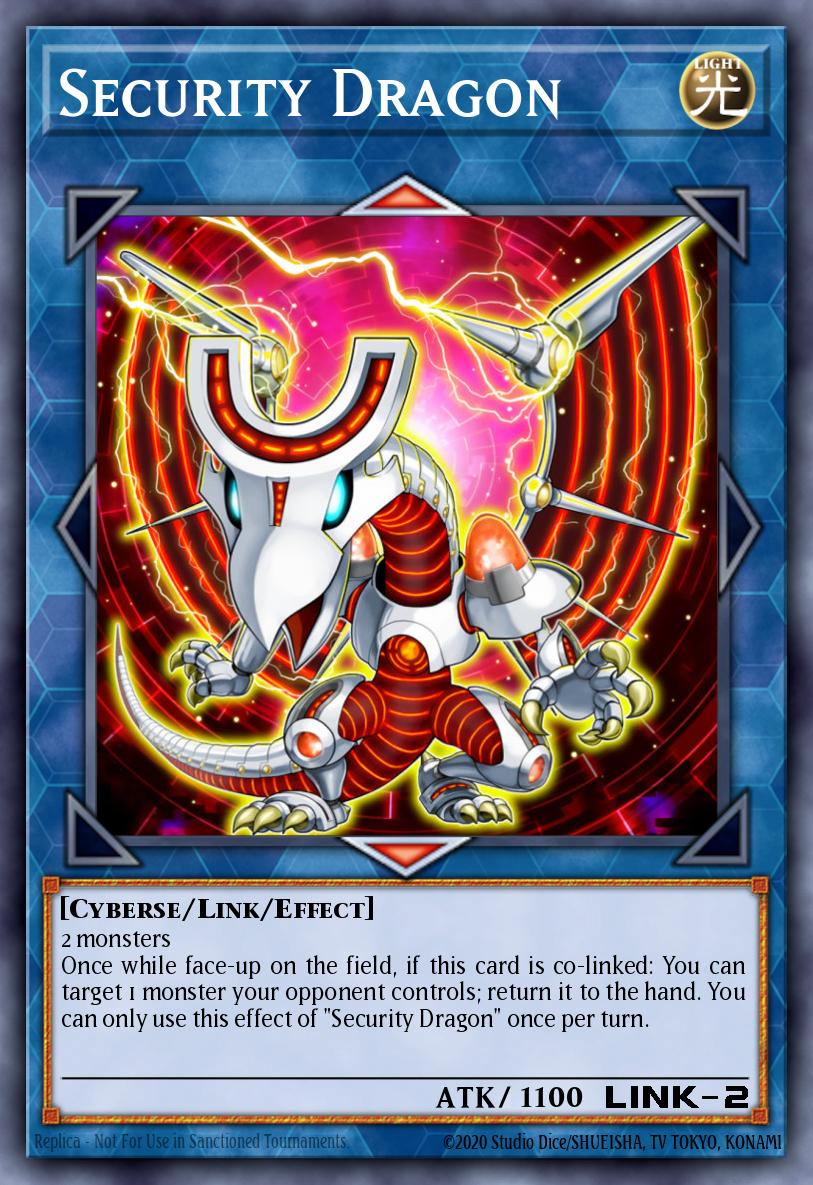 Security Dragon
LIGHT
光
[Cyberse/Link/Effect]
2 monsters
Once while face-up on the field, if this card is co-linked: You can
target 1 monster your opponent controls; return it to the hand. You
can only use this effect of "Security Dragon" once per turn.
ATK/ 1100 LINK-2
Replica - Not For Use in Sanctioned Tournaments. ©2020 Studio Dice/SHUEISHA, TV TOKYO, KONAMI